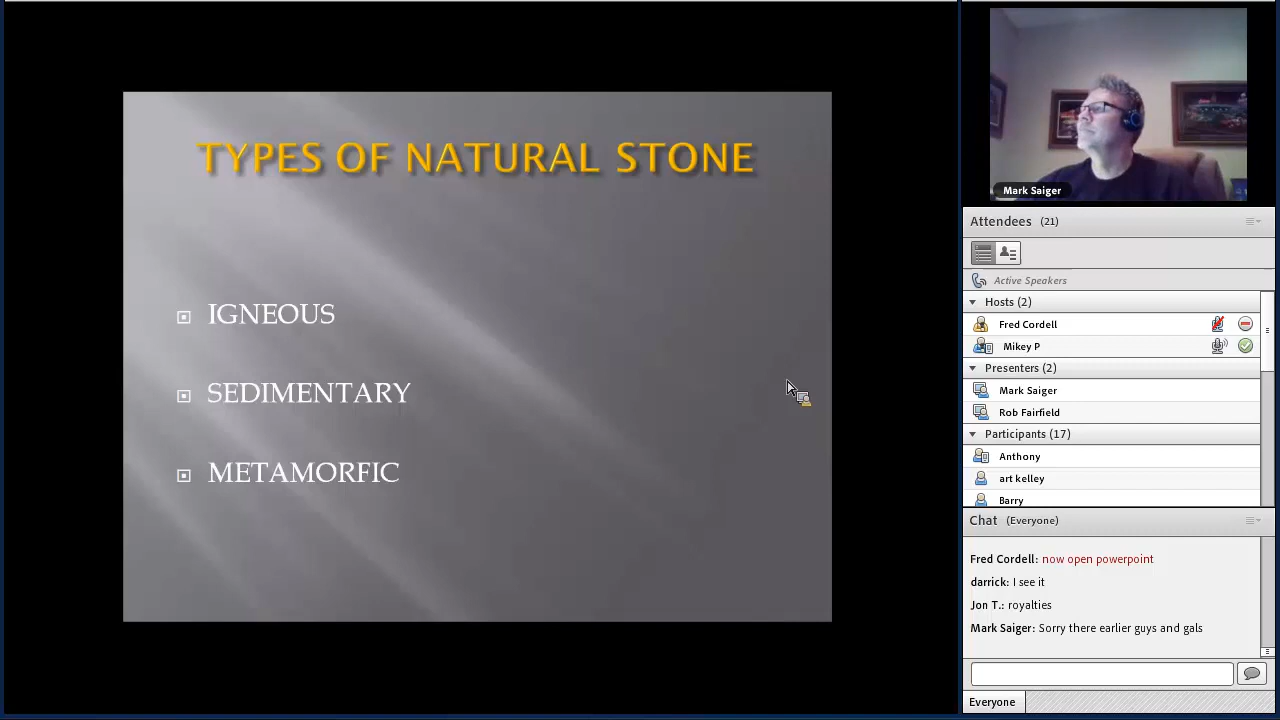 TYPES OF NATURAL STONE
IGNEOUS
SEDIMENTARY
METAMORFIC
Mark Saiger
Attendees (21)
Active Speakers
Hosts (2)
Fred Cordell
Mikey P
Presenters (2)
Mark Saiger
Rob Fairfield
Participants (17)
Anthony
art kelley
Barry
Chat (Everyone)
Fred Cordell: now open powerpoint
darrick: I see it
Jon T.: royalties
Mark Saiger: Sorry there earlier guys and gals
Everyone